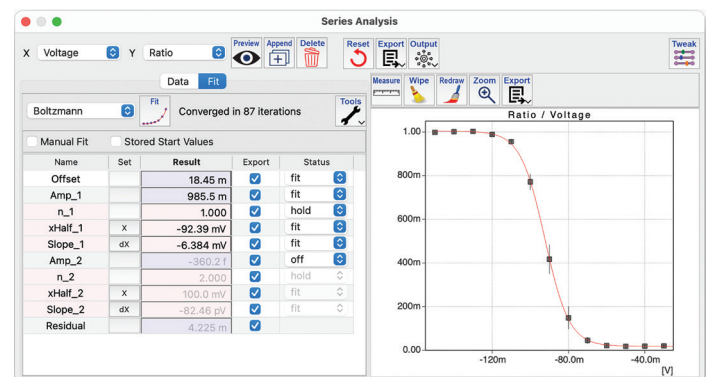 Series Analysis
X Voltage Y Ratio Preview Append Delete Reset Export Output Tweak
Data Fit
Boltzmann Fit Converged in 87 iterations Tools
Manual Fit Stored Start Values
Name Set Result Export Status
Offset 18.45 m fit
Amp_1 985.5 m fit
n_1 1.000 hold
xHalf_1 X -92.39 mV fit
Slope_1 dX -6.384 mV fit
Amp_2 -360.2 f off
n_2 2.000 hold
xHalf_2 X 100.0 mV fit
Slope_2 dX -82.46 pV fit
Residual 4.225 m
Measure Wipe Redraw Zoom Export
Ratio / Voltage
1.00
800m
600m
400m
200m
0.00
-120m -80.0m -40.0m
[V]